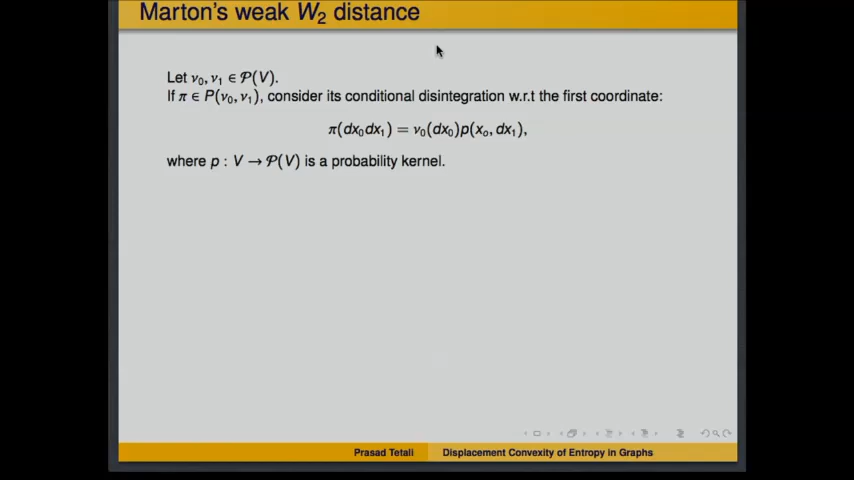 Marton's weak W₂ distance
Let ν₀, ν₁ ∈ 𝒫(V).
If π ∈ P(ν₀, ν₁), consider its conditional disintegration w.r.t the first coordinate:
π(dx₀dx₁) = ν₀(dx₀)p(xₒ, dx₁),
where p : V → 𝒫(V) is a probability kernel.
Prasad Tetali
Displacement Convexity of Entropy in Graphs